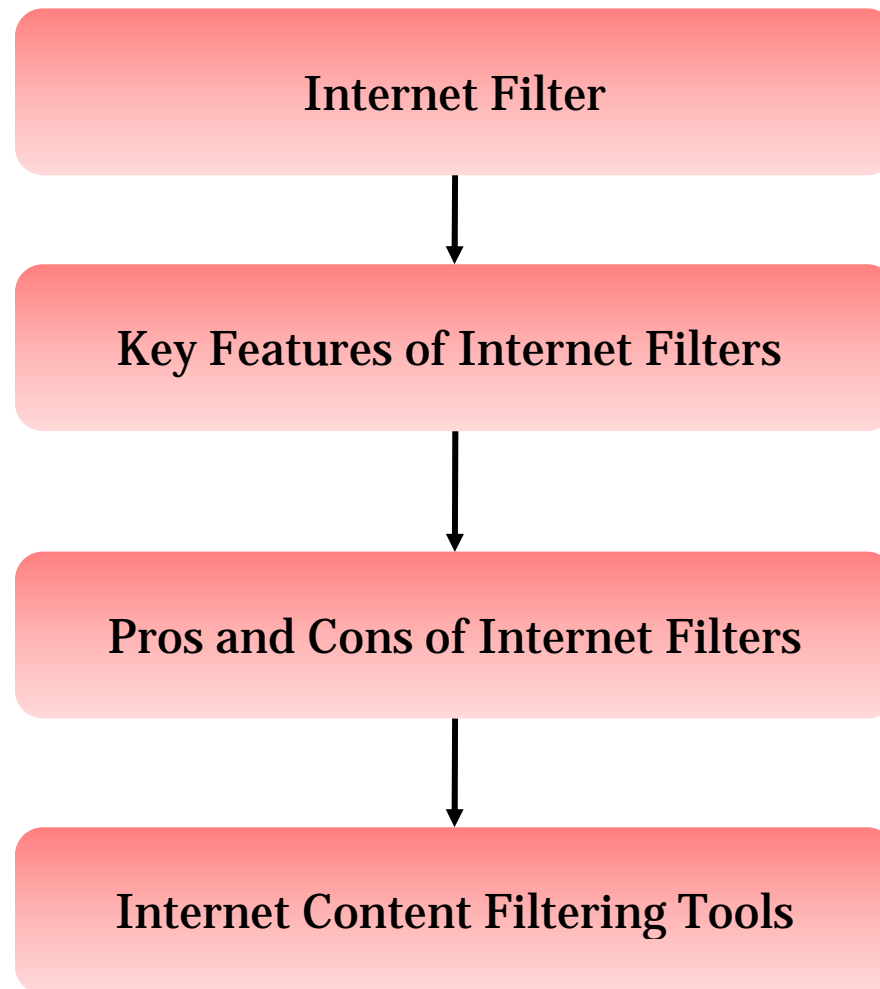 Internet Filter
Key Features of Internet Filters
Pros and Cons of Internet Filters
Internet Content Filtering Tools